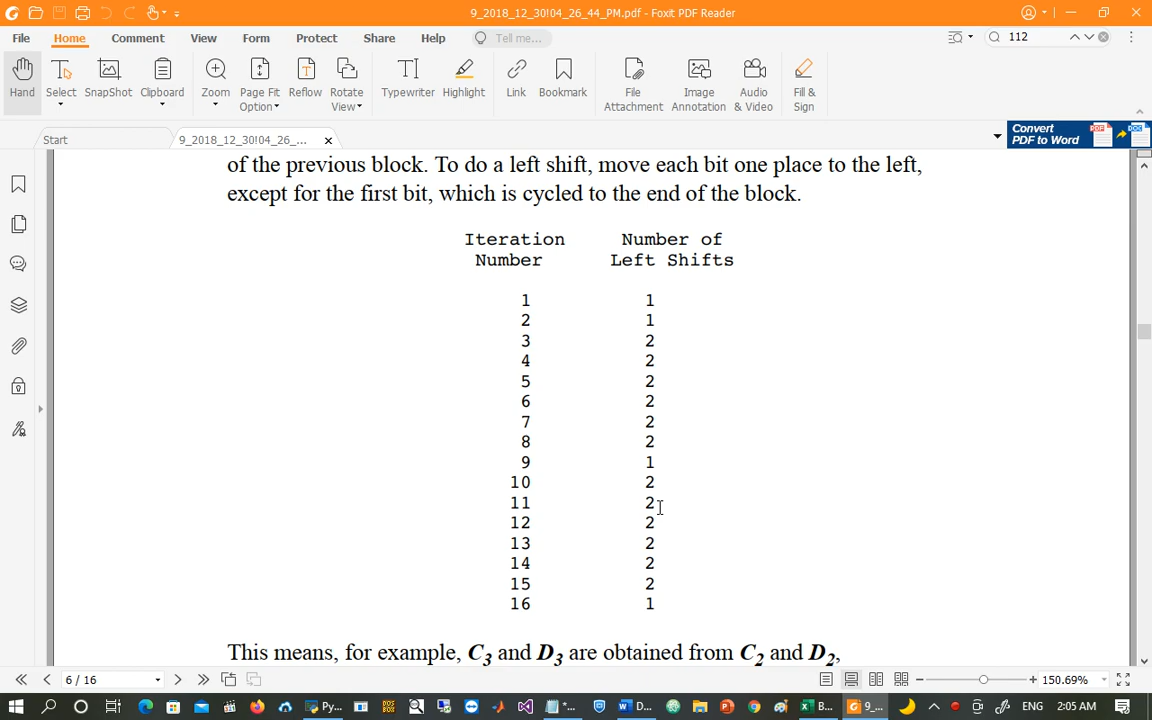 9_2018_12_30!04_26_44_PM.pdf - Foxit PDF Reader
File Home Comment View Form Protect Share Help Tell me... 112
Hand Select SnapShot Clipboard Zoom Page Fit Option Reflow Rotate View Typewriter Highlight Link Bookmark File Attachment Image Annotation Audio & Video Fill & Sign
Start 9_2018_12_30!04_26_... Convert PDF to Word
of the previous block. To do a left shift, move each bit one place to the left,
except for the first bit, which is cycled to the end of the block.
Iteration Number of
Number Left Shifts
1 1
2 1
3 2
4 2
5 2
6 2
7 2
8 2
9 1
10 2
11 2
12 2
13 2
14 2
15 2
16 1
This means, for example, C3 and D3 are obtained from C2 and D2,
6 / 16 150.69%
Py... *... D... B... 9_... ENG 2:05 AM